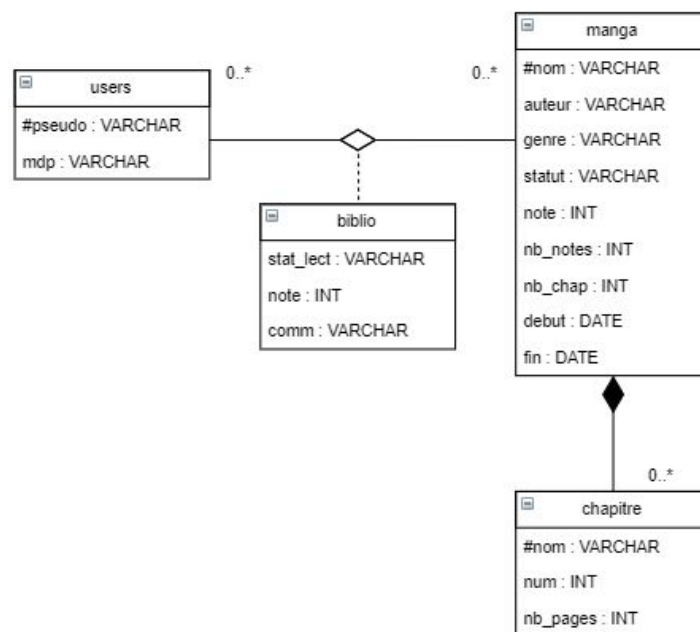 users
#pseudo : VARCHAR
mdp : VARCHAR
0..*
0..*
manga
#nom : VARCHAR
auteur : VARCHAR
genre : VARCHAR
statut : VARCHAR
note : INT
nb_notes : INT
nb_chap : INT
debut : DATE
fin : DATE
biblio
stat_lect : VARCHAR
note : INT
comm : VARCHAR
0..*
chapitre
#nom : VARCHAR
num : INT
nb_pages : INT